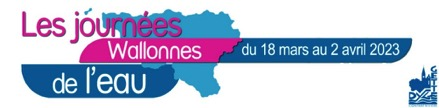 Les journées
Wallonnes du 18 mars au 2 avril 2023
de l'eau